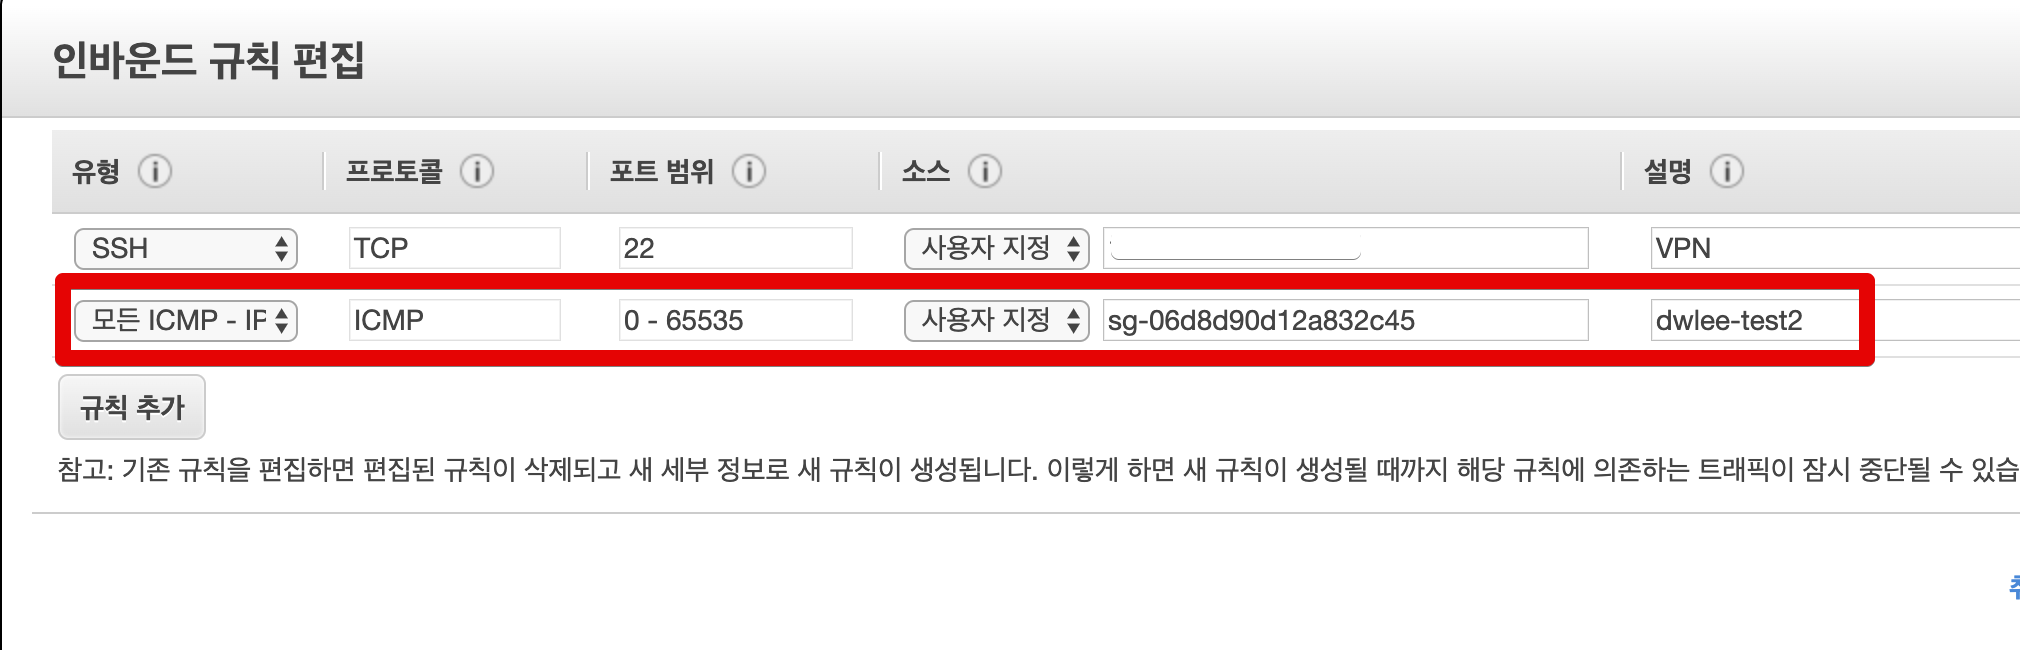 인바운드 규칙 편집
유형 프로토콜 포트 범위 소스 설명
SSH TCP 22 사용자 지정 VPN
모든 ICMP - IP ICMP 0 - 65535 사용자 지정 sg-06d8d90d12a832c45 dwlee-test2
규칙 추가
참고: 기존 규칙을 편집하면 편집된 규칙이 삭제되고 새 세부 정보로 새 규칙이 생성됩니다. 이렇게 하면 새 규칙이 생성될 때까지 해당 규칙에 의존하는 트래픽이 잠시 중단될 수 있습